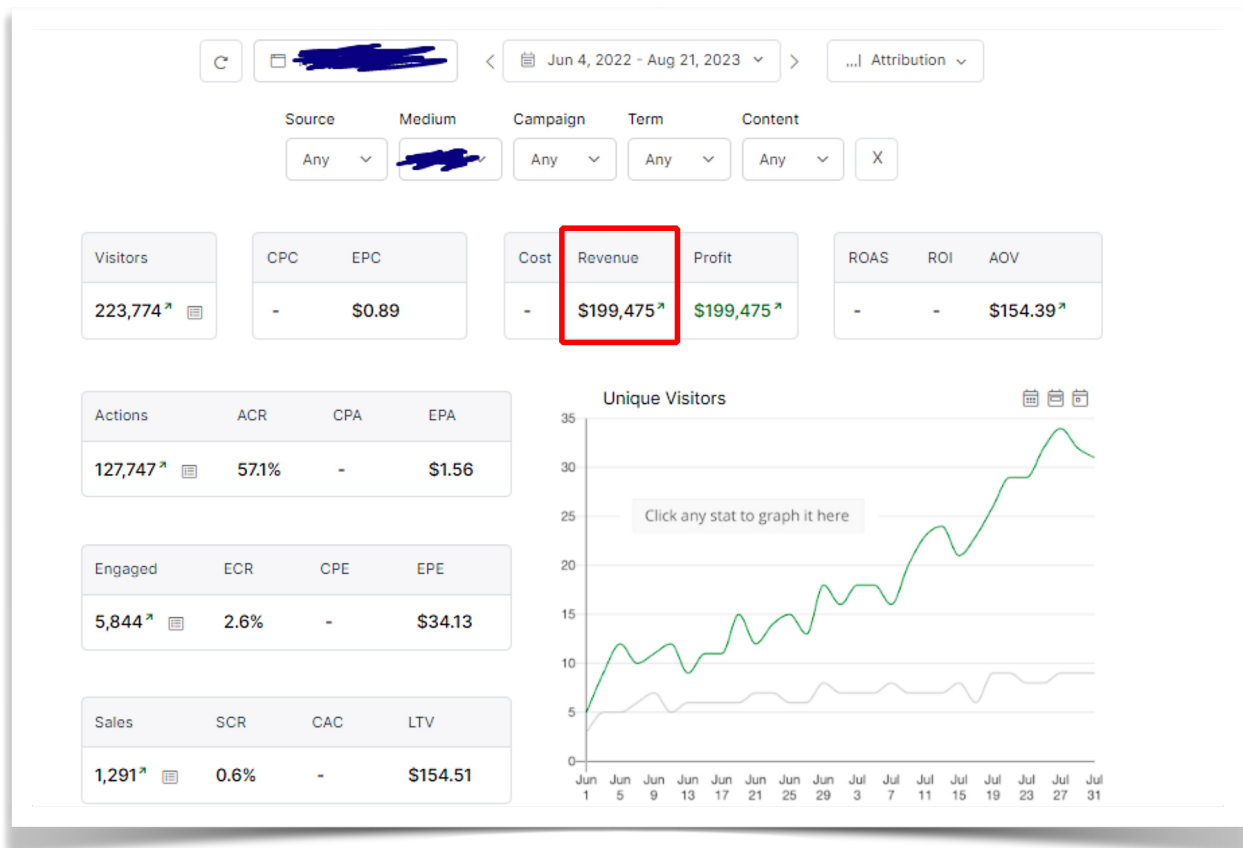 Jun 4, 2022 - Aug 21, 2023
Attribution
Source Medium Campaign Term Content
Any Any Any Any X
Visitors
223,774
CPC EPC
- $0.89
Cost Revenue Profit
- $199,475 $199,475
ROAS ROI AOV
- - $154.39
Actions ACR CPA EPA
127,747 57.1% - $1.56
Engaged ECR CPE EPE
5,844 2.6% - $34.13
Sales SCR CAC LTV
1,291 0.6% - $154.51
Unique Visitors
35
30
Click any stat to graph it here
25
20
15
10
5
0
Jun Jun Jun Jun Jun Jun Jun Jun Jul Jul Jul Jul Jul Jul Jul Jul
1 5 9 13 17 21 25 29 3 7 11 15 19 23 27 31